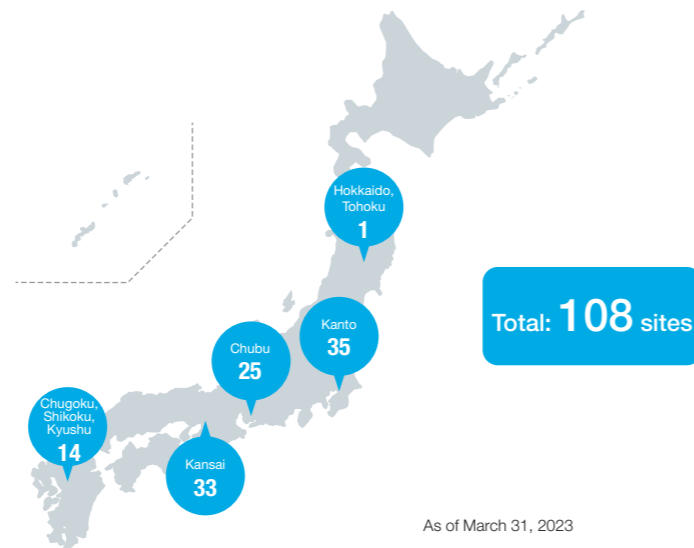 Hokkaido,
Tohoku
1
Kanto
35
Total: 108 sites
Chubu
25
Chugoku,
Shikoku,
Kyushu
14
Kansai
33
As of March 31, 2023